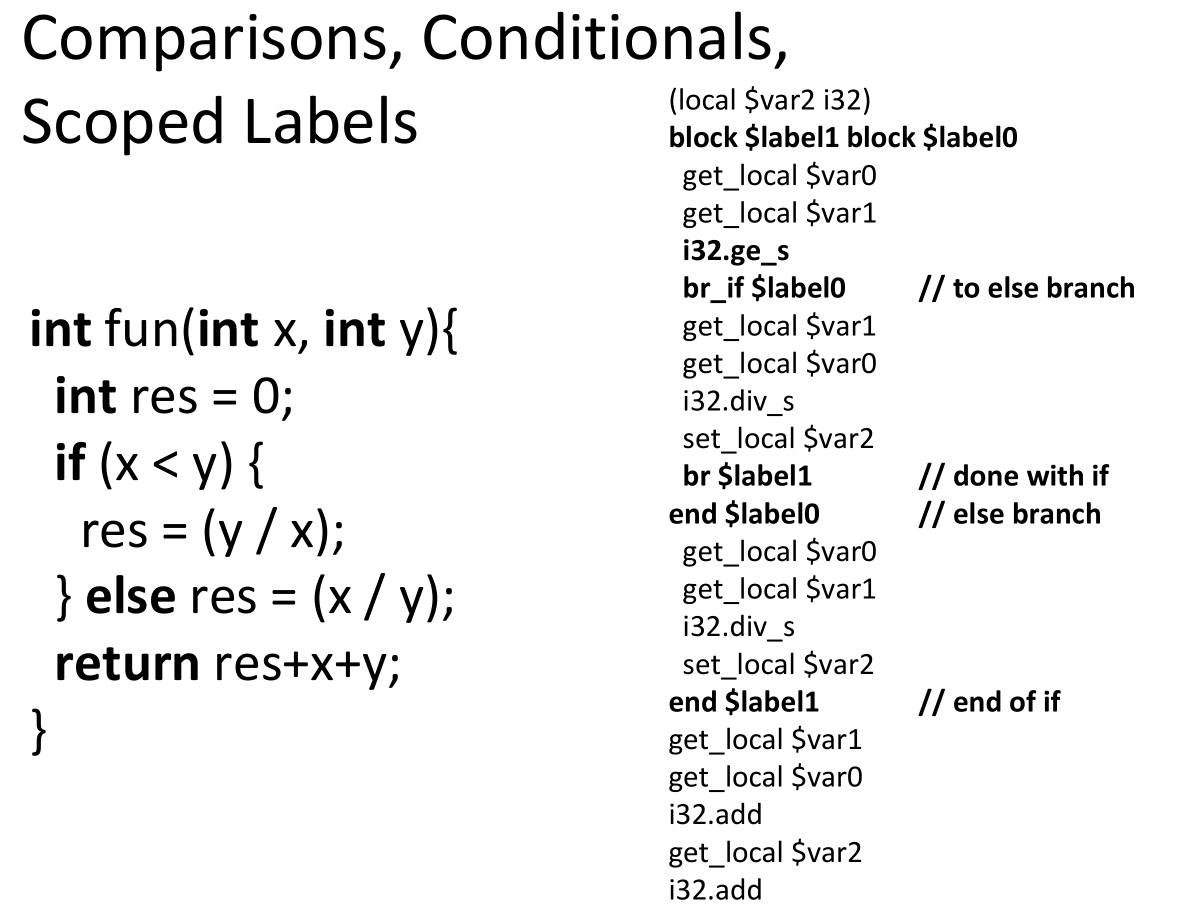 Comparisons, Conditionals,
Scoped Labels
int fun(int x, int y){
int res = 0;
if (x < y) {
res = (y / x);
} else res = (x / y);
return res+x+y;
}
(local $var2 i32)
block $label1 block $label0
get_local $var0
get_local $var1
i32.ge_s
br_if $label0 // to else branch
get_local $var1
get_local $var0
i32.div_s
set_local $var2
br $label1 // done with if
end $label0 // else branch
get_local $var0
get_local $var1
i32.div_s
set_local $var2
end $label1 // end of if
get_local $var1
get_local $var0
i32.add
get_local $var2
i32.add